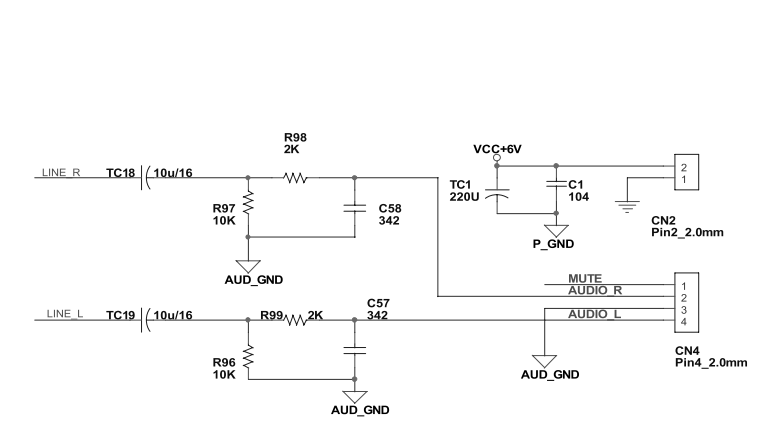 R98
2K
VCC+6V
LINE_R
TC18
10u/16
2
1
TC1
220U
C1
104
R97
10K
C58
342
CN2
Pin2_2.0mm
P_GND
AUD_GND
MUTE
1
AUDIO_R
2
3
C57
342
LINE_L
TC19
10u/16
R99
2K
AUDIO_L
4
CN4
Pin4_2.0mm
R96
10K
AUD_GND
AUD_GND